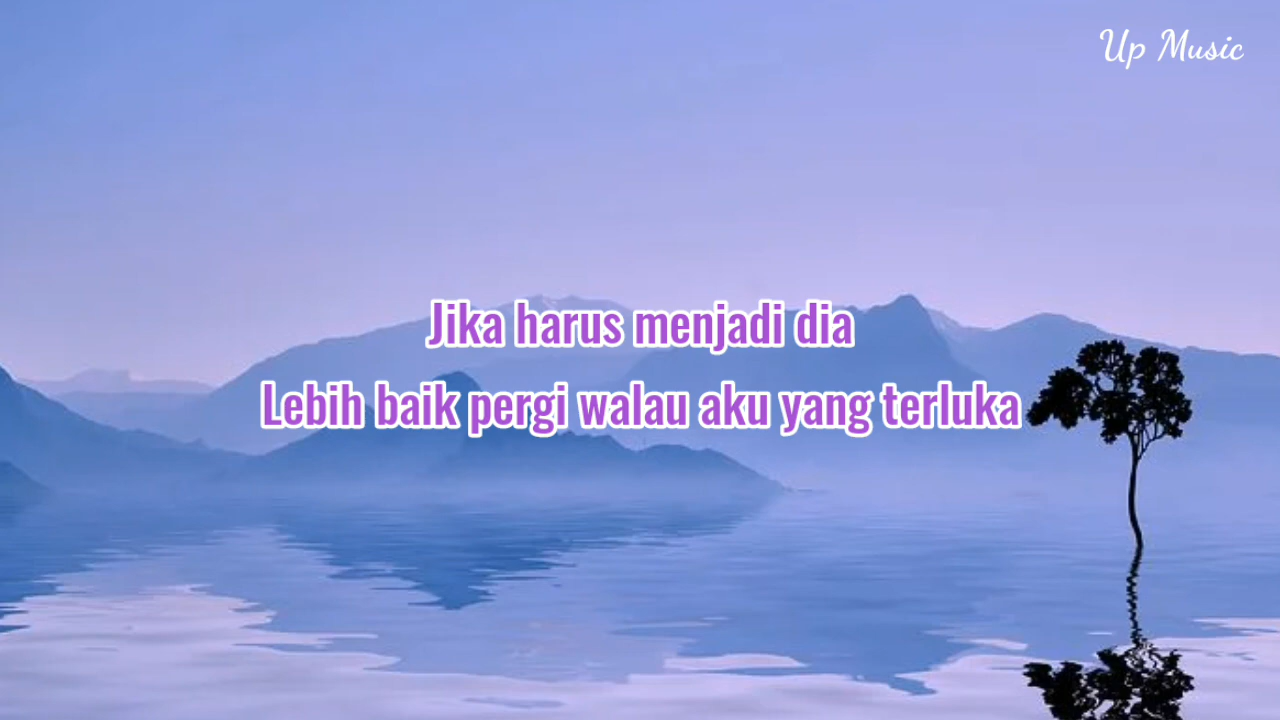 Up Music
Jika harus menjadi dia
Lebih baik pergi walau aku yang terluka